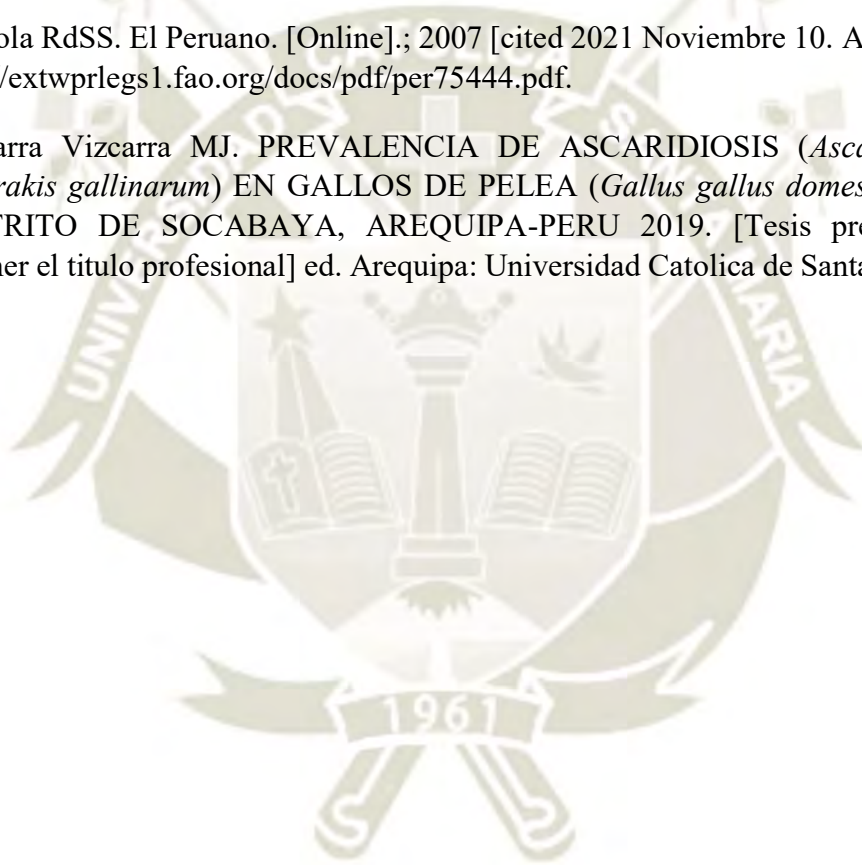 ola RdSS. El Peruano. [Online].; 2007 [cited 2021 Noviembre 10. A
/extwprlegs1.fao.org/docs/pdf/per75444.pdf.
arra Vizcarra MJ. PREVALENCIA DE ASCARIDIOSIS (Asca
rakis gallinarum) EN GALLOS DE PELEA (Gallus gallus domes
TRITO DE SOCABAYA, AREQUIPA-PERU 2019. [Tesis pre
ner el titulo profesional] ed. Arequipa: Universidad Catolica de Santa
1961